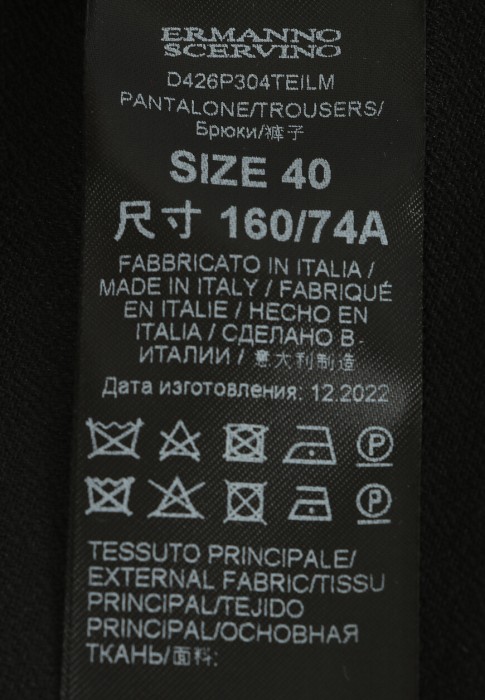 ERMANNO
SCERVINO
D426P304TEILM
PANTALONE/TROUSERS/
Брюки/裤子
SIZE 40
尺寸 160/74A
FABBRICATO IN ITALIA /
MADE IN ITALY / FABRIQUÉ
EN ITALIE / HECHO EN
ITALIA / СДЕЛАНО В
ИТАЛИИ / 意大利制造
Дата изготовления: 12.2022
P
P
TESSUTO PRINCIPALE/
EXTERNAL FABRIC/TISSU
PRINCIPAL/TEJIDO
PRINCIPAL/ОСНОВНАЯ
ТКАНЬ/面料: